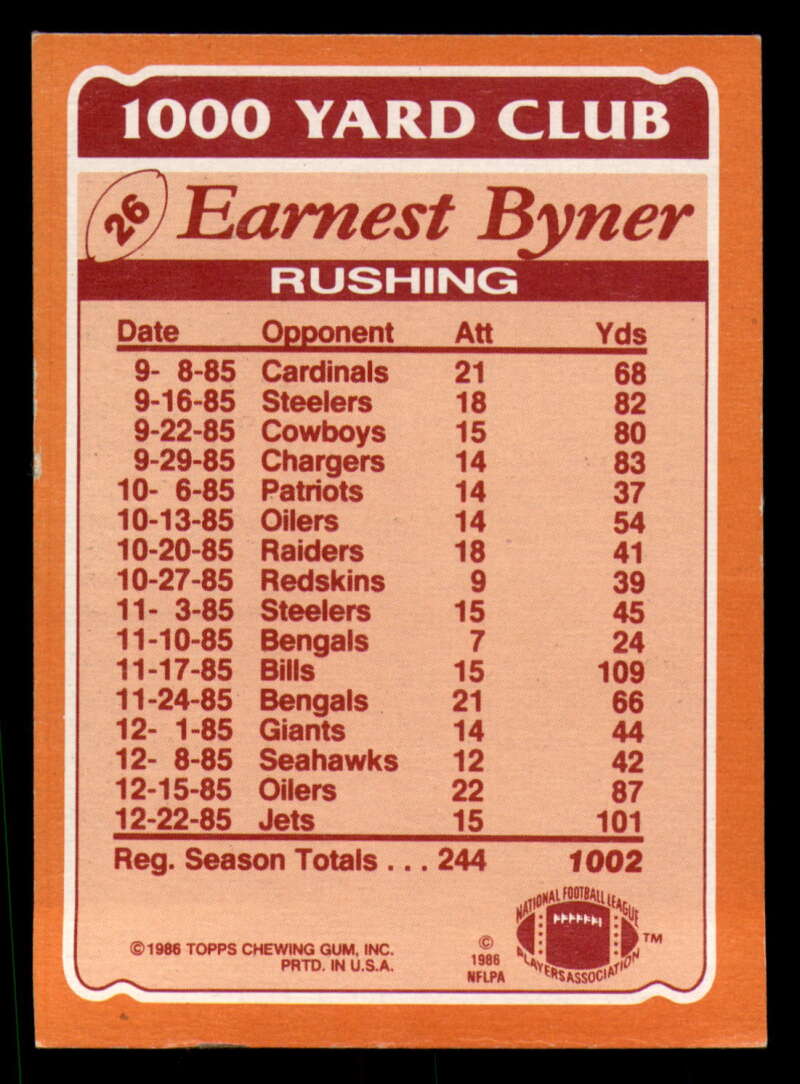 1000 YARD CLUB
26 Earnest Byner
RUSHING
Date Opponent Att Yds
9- 8-85 Cardinals 21 68
9-16-85 Steelers 18 82
9-22-85 Cowboys 15 80
9-29-85 Chargers 14 83
10- 6-85 Patriots 14 37
10-13-85 Oilers 14 54
10-20-85 Raiders 18 41
10-27-85 Redskins 9 39
11- 3-85 Steelers 15 45
11-10-85 Bengals 7 24
11-17-85 Bills 15 109
11-24-85 Bengals 21 66
12- 1-85 Giants 14 44
12- 8-85 Seahawks 12 42
12-15-85 Oilers 22 87
12-22-85 Jets 15 101
Reg. Season Totals . . . 244 1002
©1986 TOPPS CHEWING GUM, INC.
PRTD. IN U.S.A.
©
1986
NFLPA
NATIONAL FOOTBALL LEAGUE
PLAYERS ASSOCIATION
TM